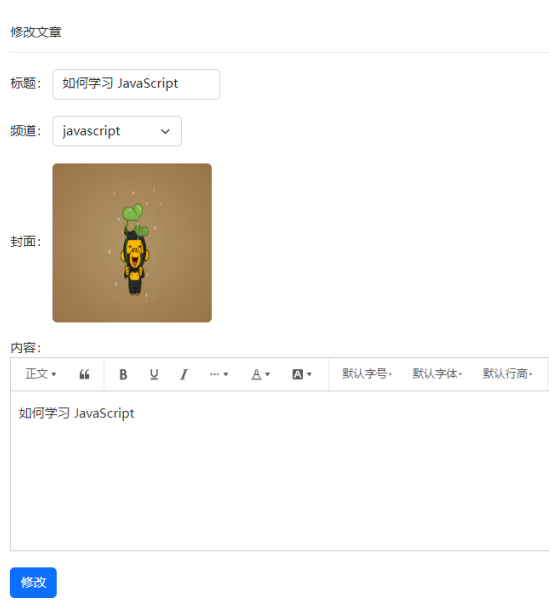 修改文章
标题： 如何学习 JavaScript
频道： javascript
封面：
内容：
正文 B U I ··· A A 默认字号 默认字体 默认行高
如何学习 JavaScript
修改